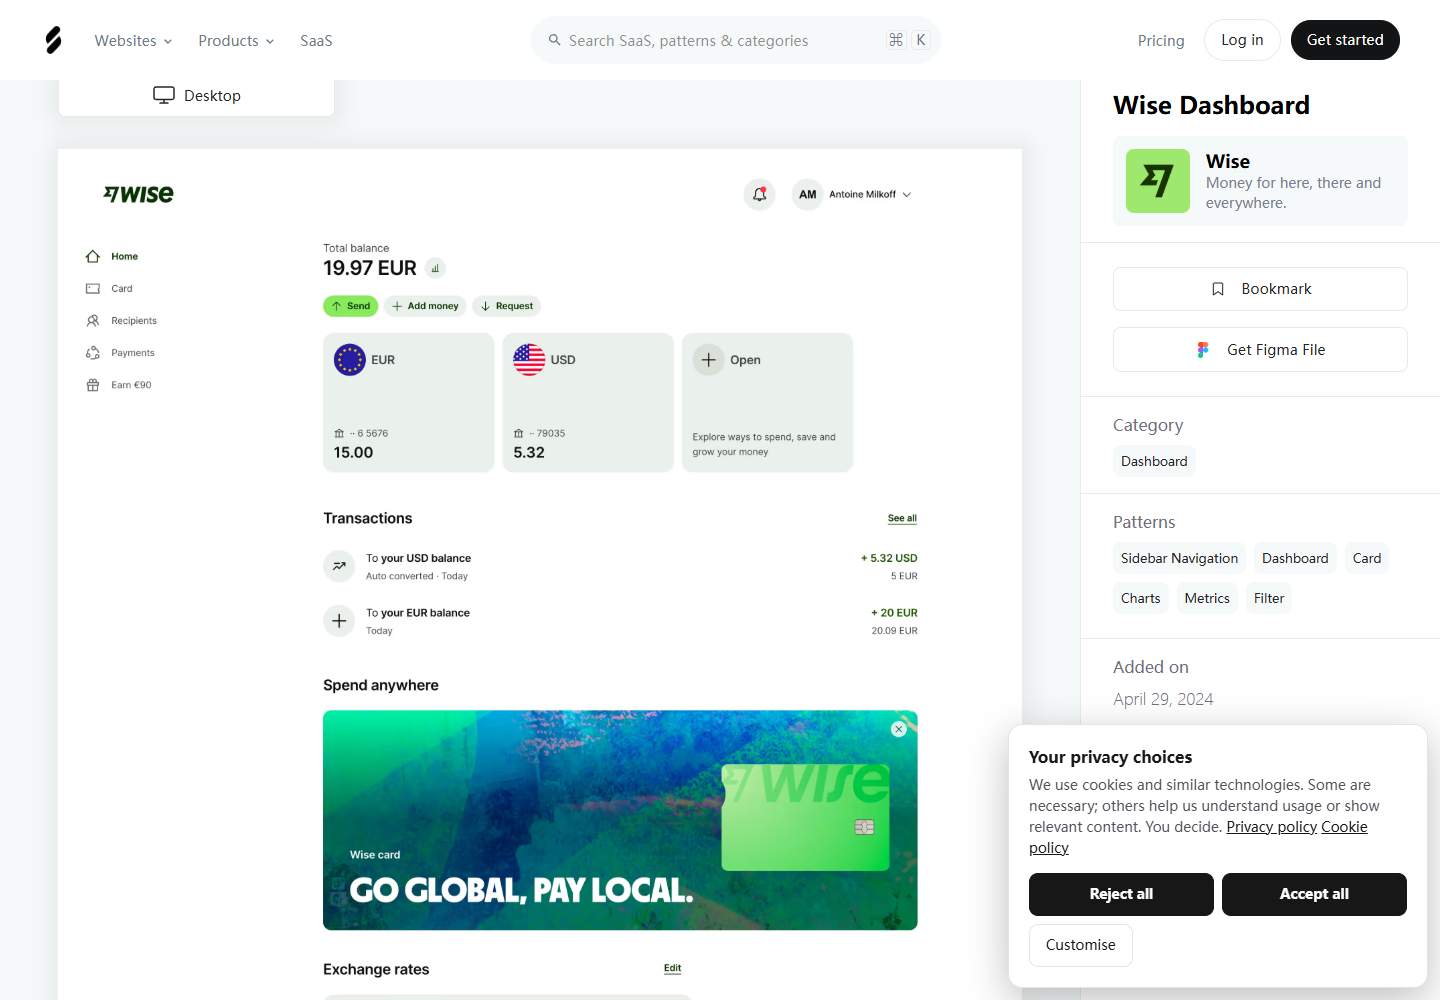 Websites
Products
SaaS
Search SaaS, patterns & categories
⌘ K
Pricing
Log in
Get started
Desktop
WISE
AM
Antoine Milkoff
Home
Card
Recipients
Payments
Earn €90
Total balance
19.97 EUR
Send
Add money
Request
EUR
·· 6 5676
15.00
USD
·· 79035
5.32
Open
Explore ways to spend, save and
grow your money
Transactions
See all
To your USD balance
+ 5.32 USD
Auto converted · Today
5 EUR
To your EUR balance
+ 20 EUR
Today
20.09 EUR
Spend anywhere
WISE
Wise card
GO GLOBAL, PAY LOCAL.
Exchange rates
Edit
Wise Dashboard
Wise
Money for here, there and
everywhere.
Bookmark
Get Figma File
Category
Dashboard
Patterns
Sidebar Navigation
Dashboard
Card
Charts
Metrics
Filter
Added on
April 29, 2024
Your privacy choices
We use cookies and similar technologies. Some are
necessary; others help us understand usage or show
relevant content. You decide. Privacy policy Cookie
policy
Reject all
Accept all
Customise